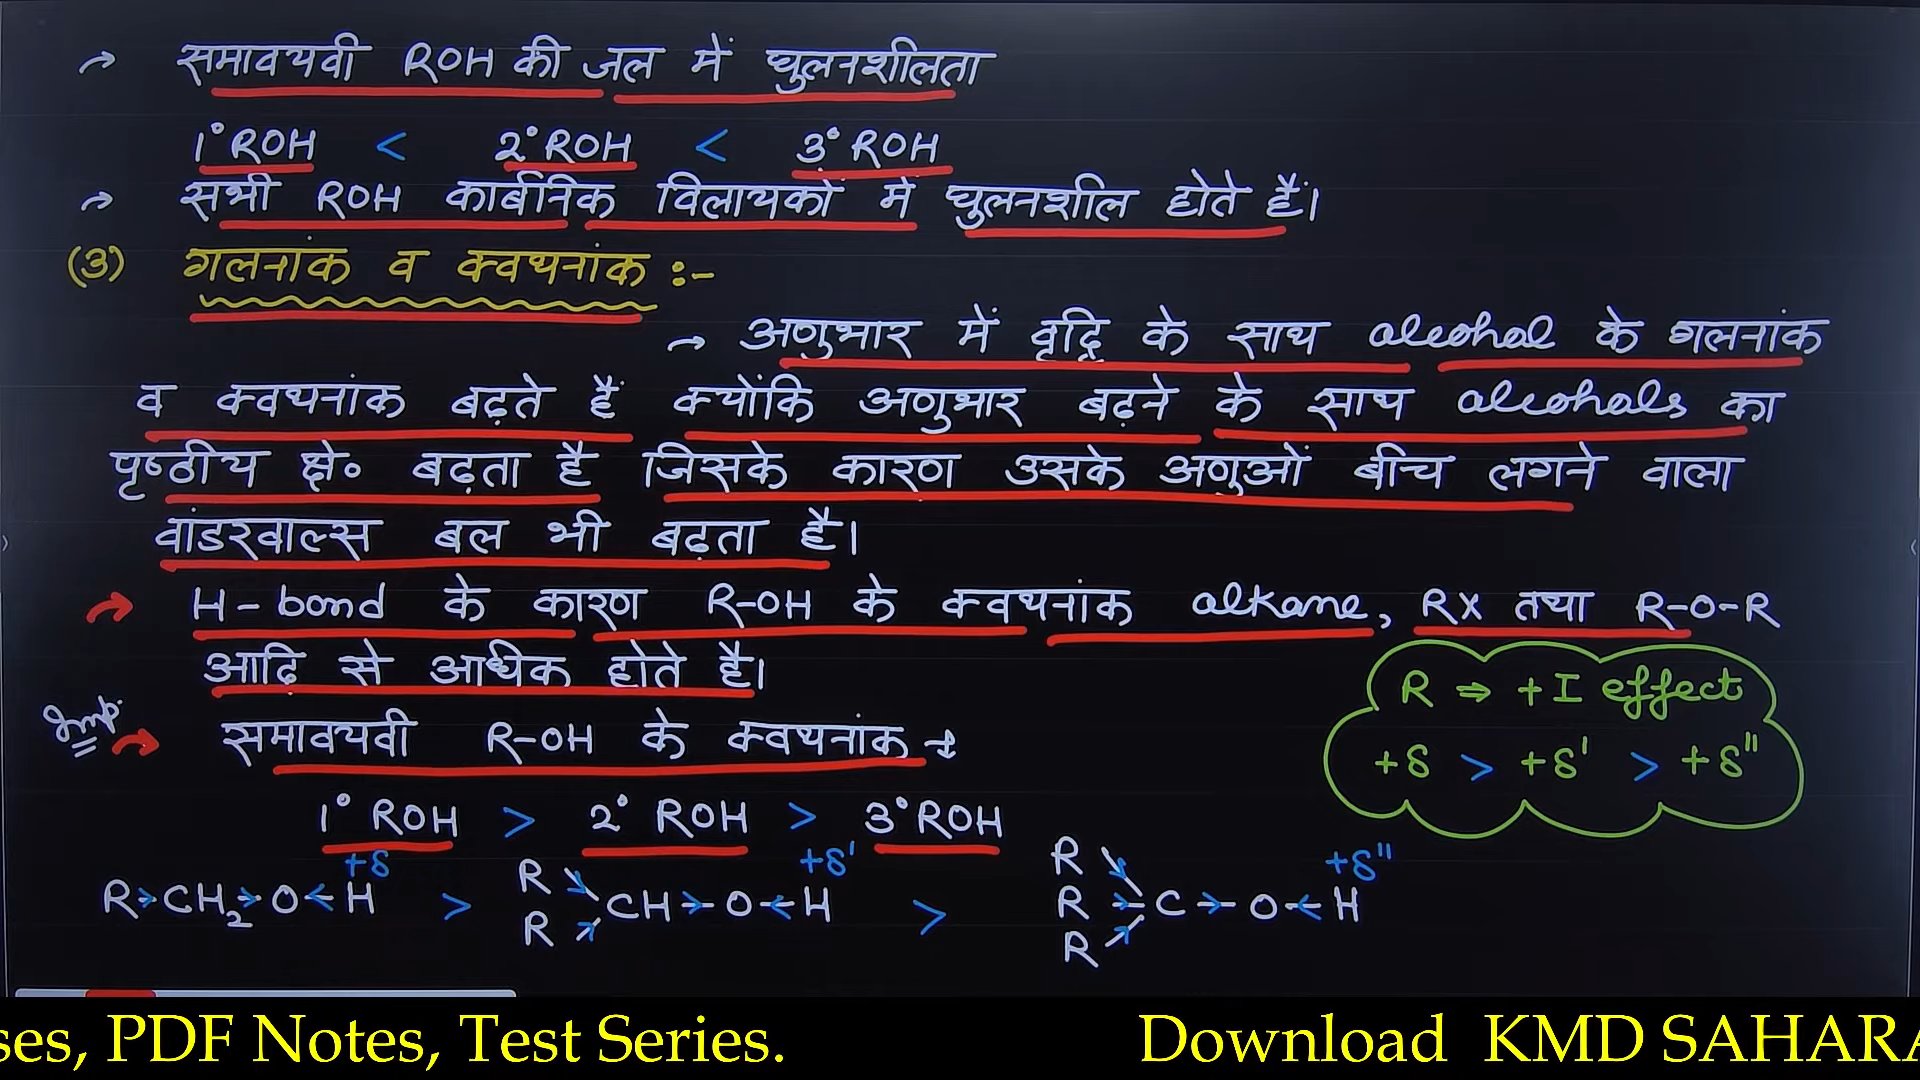 → समावयवी ROH की जल में घुलनशीलता
1° ROH < 2° ROH < 3° ROH
→ सभी ROH कार्बनिक विलायकों में घुलनशील होते हैं।
(3) गलनांक व क्वथनांक :-
→ अणुभार में वृद्धि के साथ alcohol के गलनांक
व क्वथनांक बढ़ते हैं क्योंकि अणुभार बढ़ने के साथ alcohals का
पृष्ठीय क्षे० बढ़ता है जिसके कारण उसके अणुओं बीच लगने वाला
वांडरवाल्स बल भी बढ़ता है।
→ H-bond के कारण R-OH के क्वथनांक alkane, RX तथा R-O-R
आदि से अधिक होते है।
R ⇒ +I effect
+δ > +δ' > +δ"
Imp. → समावयवी R-OH के क्वथनांक →
1° ROH > 2° ROH > 3° ROH
+δ +δ' +δ"
R→CH₂→O←H > R R CH→O←H > R R R C→O←H
ses, PDF Notes, Test Series. Download KMD SAHARA